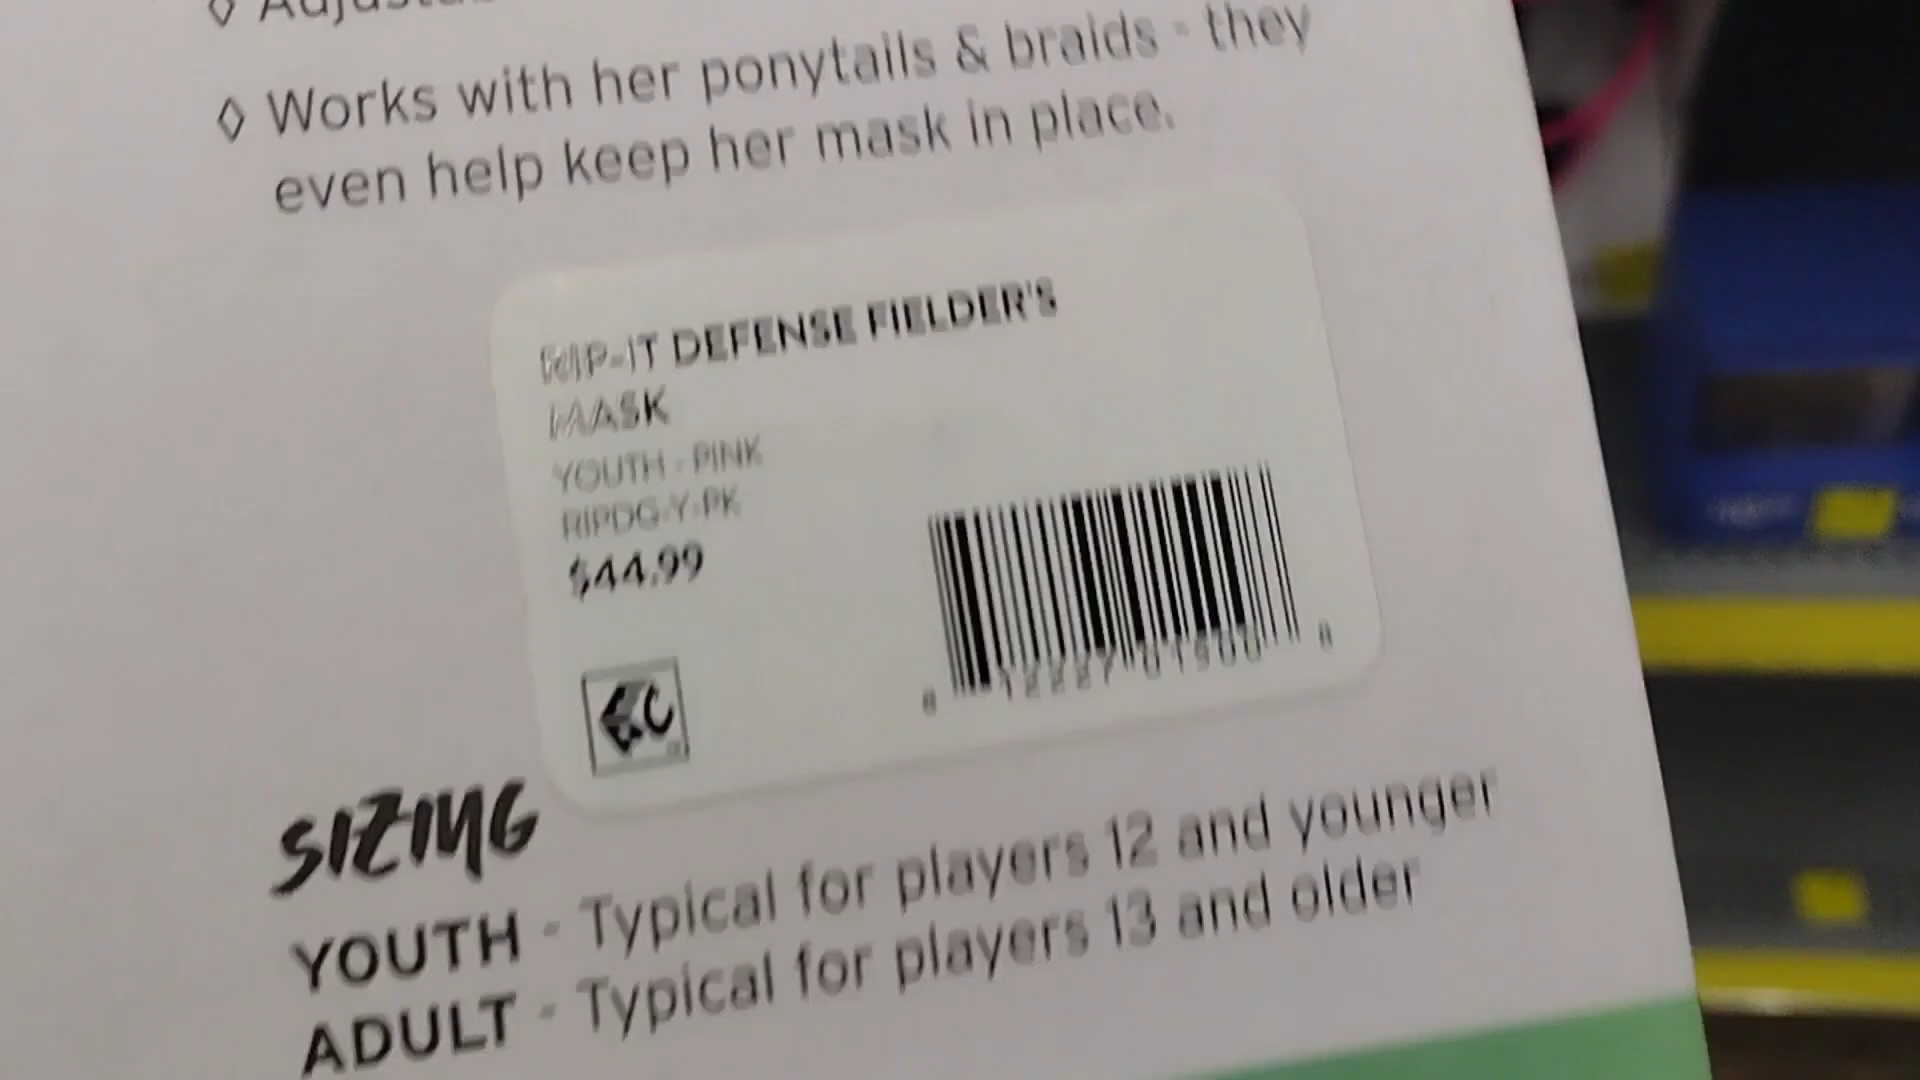 ◊ Works with her ponytails & braids - they
even help keep her mask in place.
RIP-IT DEFENSE FIELDER'S
MASK
YOUTH - PINK
RIPDG-Y-PK
$44.99
SIZING
YOUTH - Typical for players 12 and younger
ADULT - Typical for players 13 and older